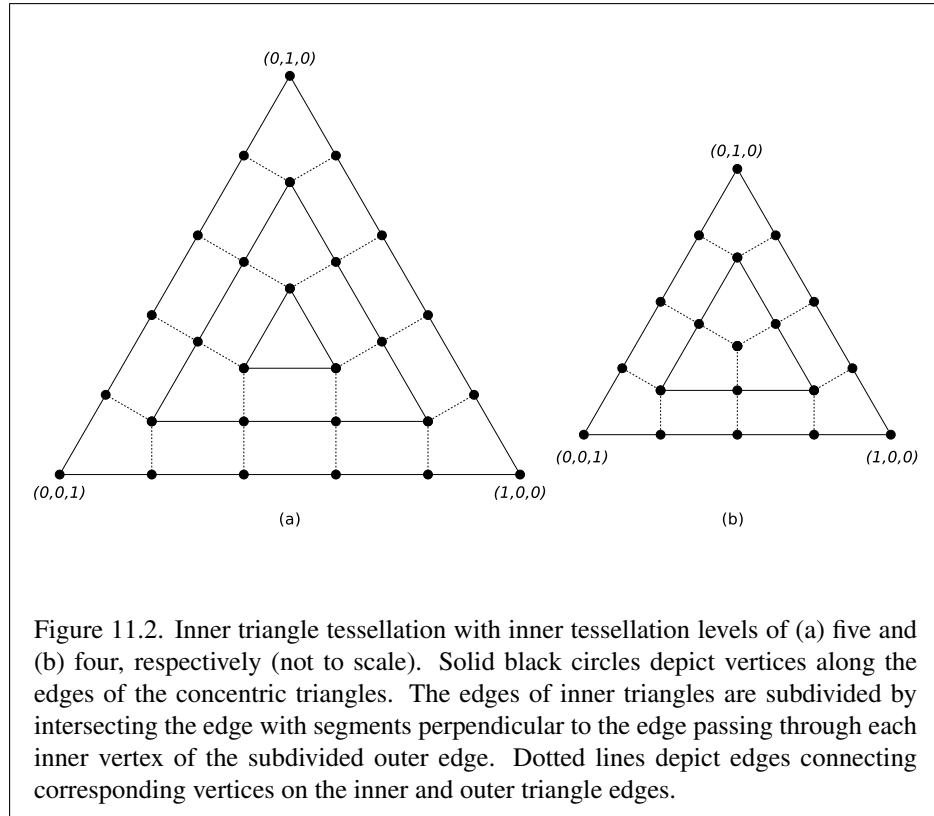 (0,1,0)
(0,1,0)
(0,0,1)
(1,0,0)
(0,0,1)
(1,0,0)
(a)
(b)
Figure 11.2. Inner triangle tessellation with inner tessellation levels of (a) five and
(b) four, respectively (not to scale). Solid black circles depict vertices along the
edges of the concentric triangles. The edges of inner triangles are subdivided by
intersecting the edge with segments perpendicular to the edge passing through each
inner vertex of the subdivided outer edge. Dotted lines depict edges connecting
corresponding vertices on the inner and outer triangle edges.